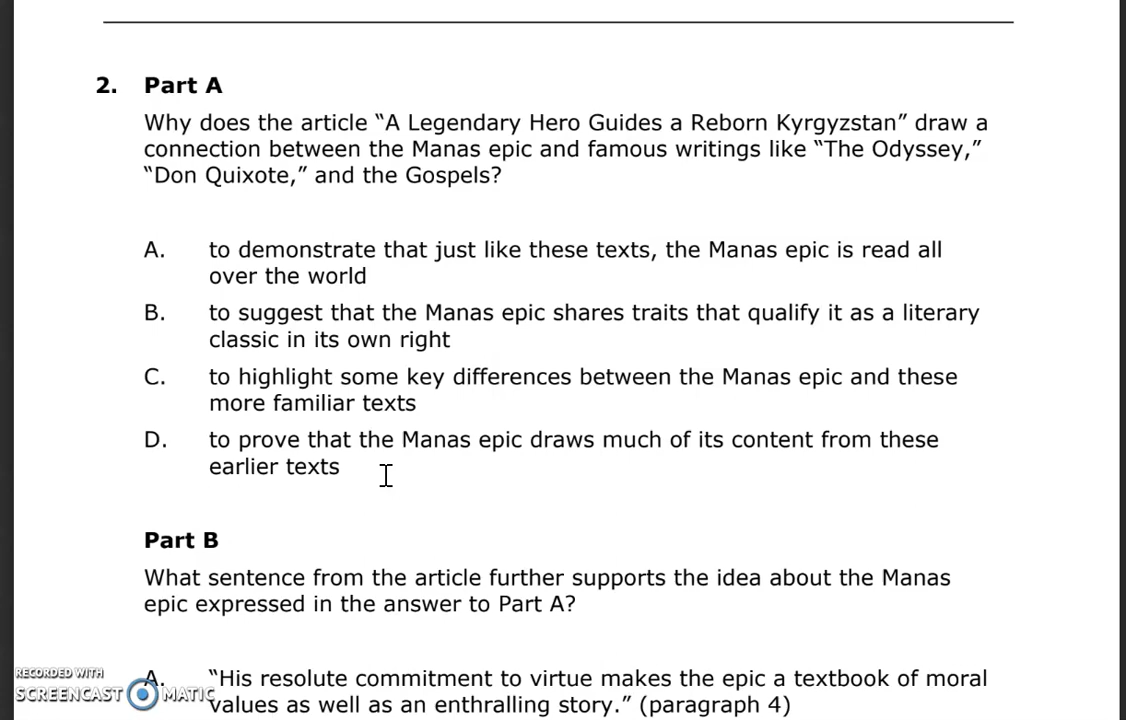 2. Part A
Why does the article “A Legendary Hero Guides a Reborn Kyrgyzstan” draw a
connection between the Manas epic and famous writings like “The Odyssey,”
“Don Quixote,” and the Gospels?
A. to demonstrate that just like these texts, the Manas epic is read all
over the world
B. to suggest that the Manas epic shares traits that qualify it as a literary
classic in its own right
C. to highlight some key differences between the Manas epic and these
more familiar texts
D. to prove that the Manas epic draws much of its content from these
earlier texts
Part B
What sentence from the article further supports the idea about the Manas
epic expressed in the answer to Part A?
A. “His resolute commitment to virtue makes the epic a textbook of moral
values as well as an enthralling story.” (paragraph 4)
RECORDED WITH
SCREENCAST MATIC